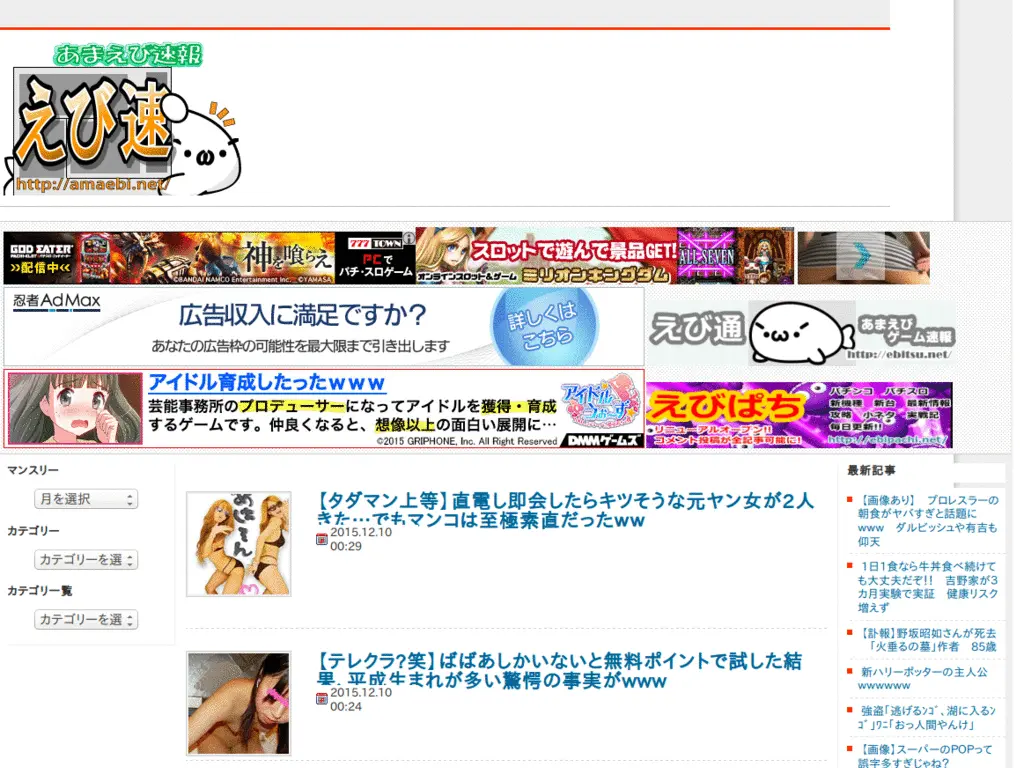 あまえび速報
えび速
http://amaebi.net/
GOD EATER
>>配信中<<
神を喰らえ
©BANDAI NAMCO Entertainment Inc. ©YAMASA
777 TOWN
PCで
パチ・スロゲーム
スロットで遊んで景品GET!
オンラインスロット&ゲーム ミリオンキングダム
ALL SEVEN
忍者AdMax
広告収入に満足ですか?
あなたの広告枠の可能性を最大限まで引き出します
詳しくは
こちら
えび通
あまえび
ゲーム速報
http://ebitsu.net/
アイドル育成したったｗｗｗ
芸能事務所のプロデューサーになってアイドルを獲得・育成
するゲームです。仲良くなると、想像以上の面白い展開に…
©2015 GRIPHONE, Inc. All Right Reserved
DMMゲームズ
えびぱち
リニューアルオープン!!
コメント投稿が全記事可能に!
パチンコ パチスロ
新機種 新台 最新情報
攻略 小ネタ 実戦記
毎日更新!!
http://ebipachi.net/
マンスリー
月を選択
カテゴリー
カテゴリーを選
カテゴリ一覧
カテゴリーを選
【タダマン上等】直電し即会したらキツそうな元ヤン女が2人
きた…でもマンコは至極素直だったww
2015.12.10
00:29
【テレクラ?笑】ばばあしかいないと無料ポイントで試した結
果、平成生まれが多い驚愕の事実がwww
2015.12.10
00:24
最新記事
【画像あり】 プロレスラーの
朝食がヤバすぎと話題に
www ダルビッシュや有吉も
仰天
1日1食なら牛丼食べ続けて
も大丈夫だぞ!! 吉野家が3
カ月実験で実証 健康リスク
増えず
【訃報】野坂昭如さんが死去
「火垂るの墓」作者 85歳
新ハリーポッターの主人公
wwwwww
強盗｢逃げるﾝｺﾞ､湖に入るﾝ
ｺﾞ｣ﾜﾆ｢おっ人間やんけ｣
【画像】スーパーのPOPって
誤字多すぎじゃね?